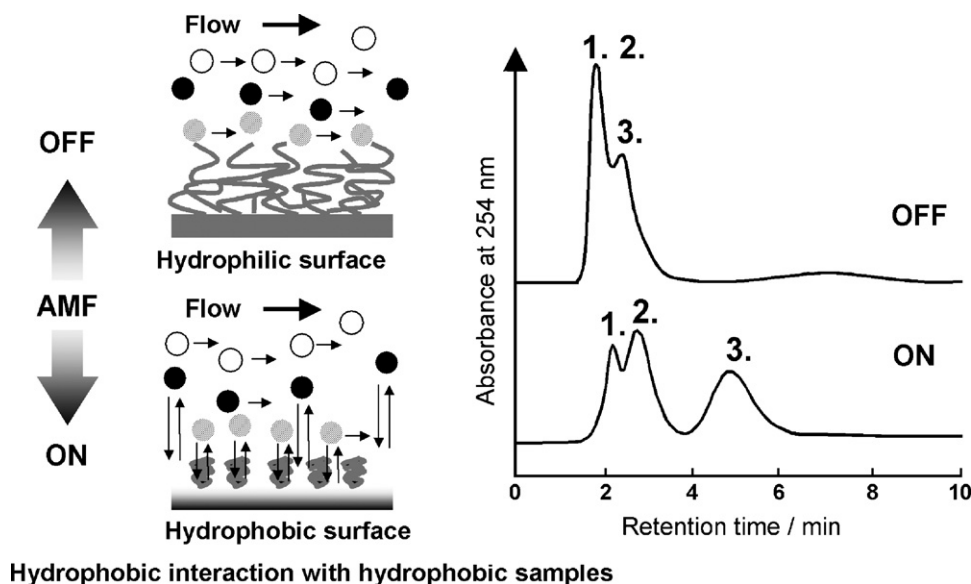 Flow
OFF
AMF
ON
Hydrophilic surface
Flow
Hydrophobic surface
Absorbance at 254 nm
1. 2.
3.
OFF
1. 2.
3.
ON
0 2 4 6 8 10
Retention time / min
Hydrophobic interaction with hydrophobic samples